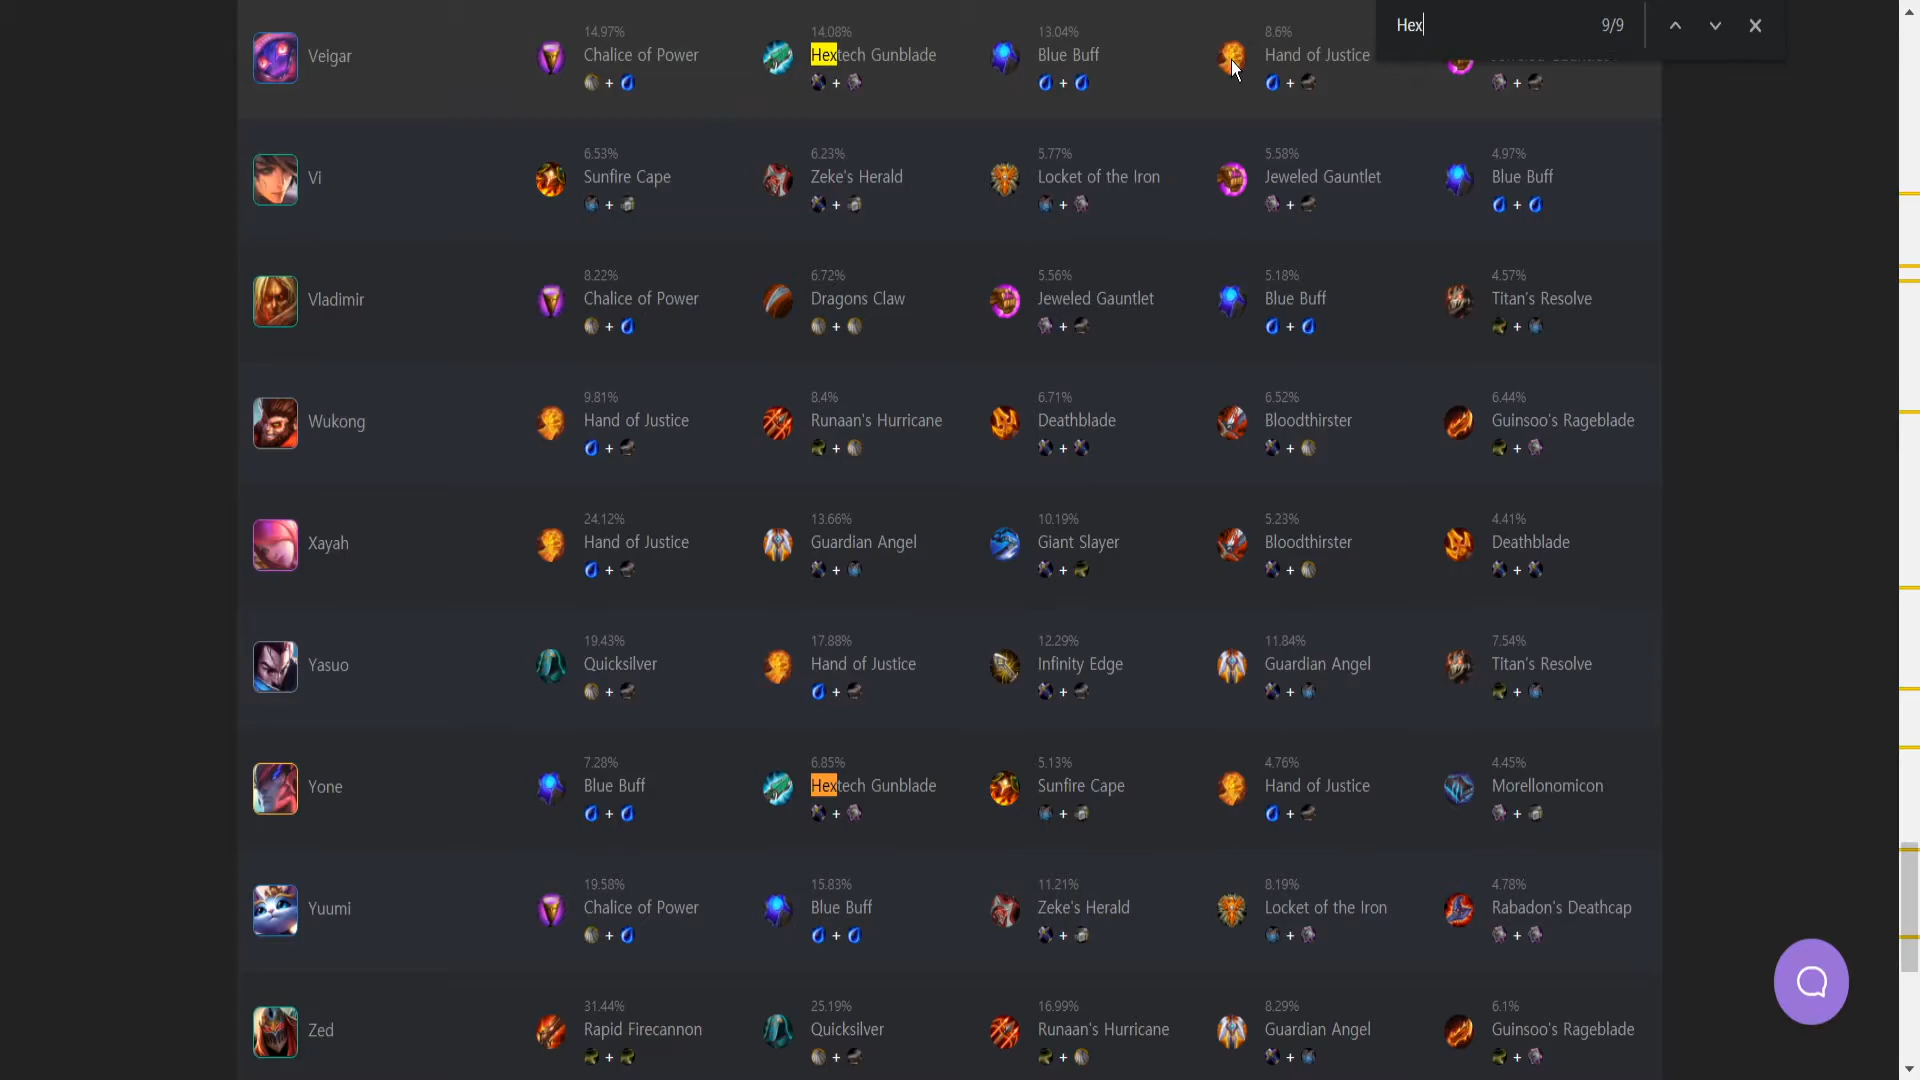 Hex
9/9
Veigar
14.97%
Chalice of Power
+
14.08%
Hextech Gunblade
+
13.04%
Blue Buff
+
8.6%
Hand of Justice
+
+
Vi
6.53%
Sunfire Cape
+
6.23%
Zeke's Herald
+
5.77%
Locket of the Iron
+
5.58%
Jeweled Gauntlet
+
4.97%
Blue Buff
+
Vladimir
8.22%
Chalice of Power
+
6.72%
Dragons Claw
+
5.56%
Jeweled Gauntlet
+
5.18%
Blue Buff
+
4.57%
Titan's Resolve
+
Wukong
9.81%
Hand of Justice
+
8.4%
Runaan's Hurricane
+
6.71%
Deathblade
+
6.52%
Bloodthirster
+
6.44%
Guinsoo's Rageblade
+
Xayah
24.12%
Hand of Justice
+
13.66%
Guardian Angel
+
10.19%
Giant Slayer
+
5.23%
Bloodthirster
+
4.41%
Deathblade
+
Yasuo
19.43%
Quicksilver
+
17.88%
Hand of Justice
+
12.29%
Infinity Edge
+
11.84%
Guardian Angel
+
7.54%
Titan's Resolve
+
Yone
7.28%
Blue Buff
+
6.85%
Hextech Gunblade
+
5.13%
Sunfire Cape
+
4.76%
Hand of Justice
+
4.45%
Morellonomicon
+
Yuumi
19.58%
Chalice of Power
+
15.83%
Blue Buff
+
11.21%
Zeke's Herald
+
8.19%
Locket of the Iron
+
4.78%
Rabadon's Deathcap
+
Zed
31.44%
Rapid Firecannon
+
25.19%
Quicksilver
+
16.99%
Runaan's Hurricane
+
8.29%
Guardian Angel
+
6.1%
Guinsoo's Rageblade
+